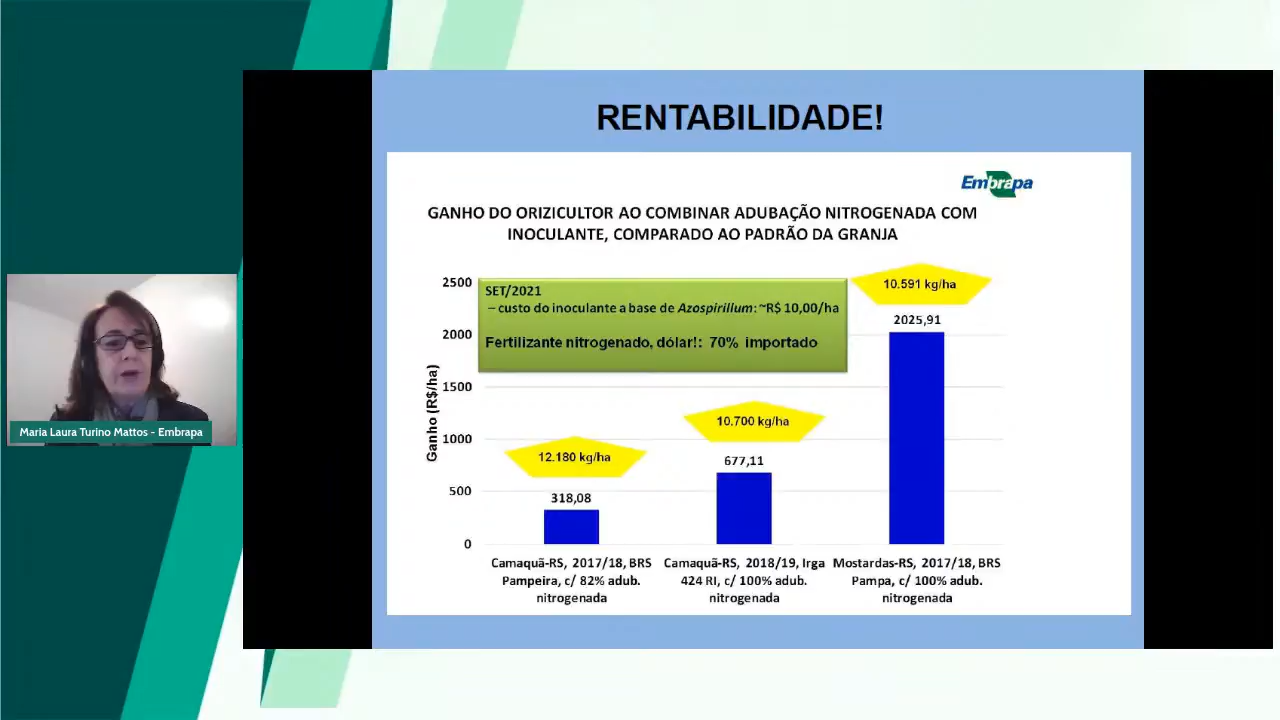 RENTABILIDADE!
Embrapa
GANHO DO ORIZICULTOR AO COMBINAR ADUBAÇÃO NITROGENADA COM
INOCULANTE, COMPARADO AO PADRÃO DA GRANJA
Ganho (R$/ha)
2500
2000
1500
1000
500
0
SET/2021
– custo do inoculante a base de Azospirillum: ~R$ 10,00/ha
Fertilizante nitrogenado, dólar!: 70% importado
12.180 kg/ha
318,08
10.700 kg/ha
677,11
10.591 kg/ha
2025,91
Camaquã-RS, 2017/18, BRS
Pampeira, c/ 82% adub.
nitrogenada
Camaquã-RS, 2018/19, Irga
424 RI, c/ 100% adub.
nitrogenada
Mostardas-RS, 2017/18, BRS
Pampa, c/ 100% adub.
nitrogenada
Maria Laura Turino Mattos - Embrapa